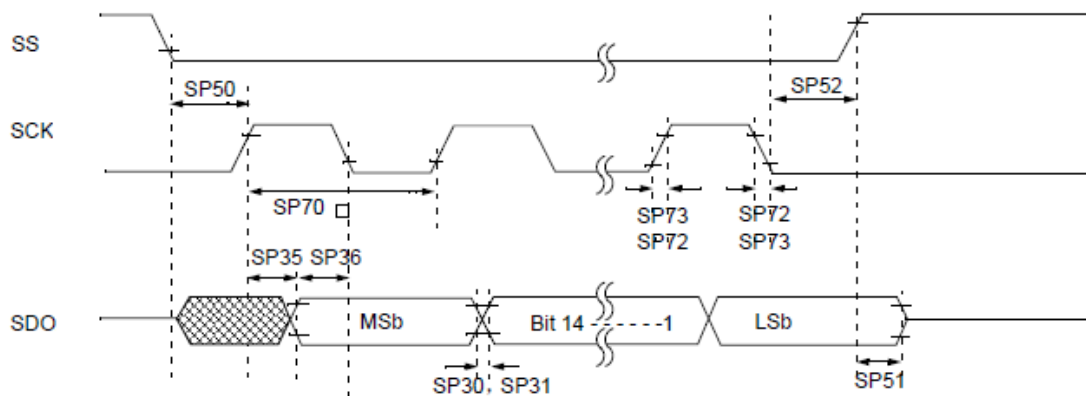 SS
SP50
SP52
SCK
SP70
SP73
SP72
SP72
SP73
SP35
SP36
SDO
MSb
Bit 14 - - - - - - -1
LSb
SP30, SP31
SP51